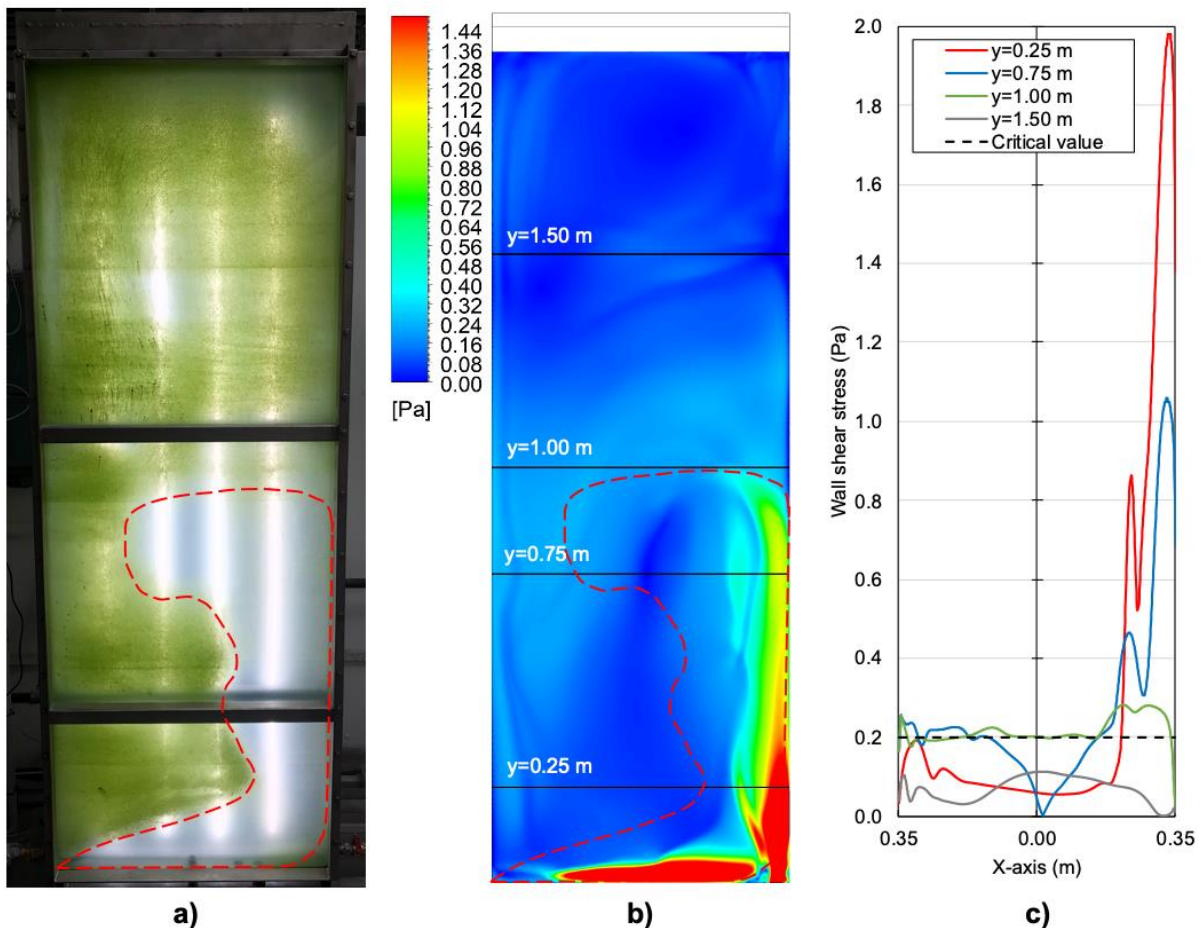 1.44
1.36
1.28
1.20
1.12
1.04
0.96
0.88
0.80
0.72
0.64
0.56
0.48
0.40
0.32
0.24
0.16
0.08
0.00
[Pa]
y=1.50 m
y=1.00 m
y=0.75 m
y=0.25 m
y=0.25 m
y=0.75 m
y=1.00 m
y=1.50 m
Critical value
Wall shear stress (Pa)
2.0
1.8
1.6
1.4
1.2
1.0
0.8
0.6
0.4
0.2
0.0
0.35 0.00 0.35
X-axis (m)
a) b) c)